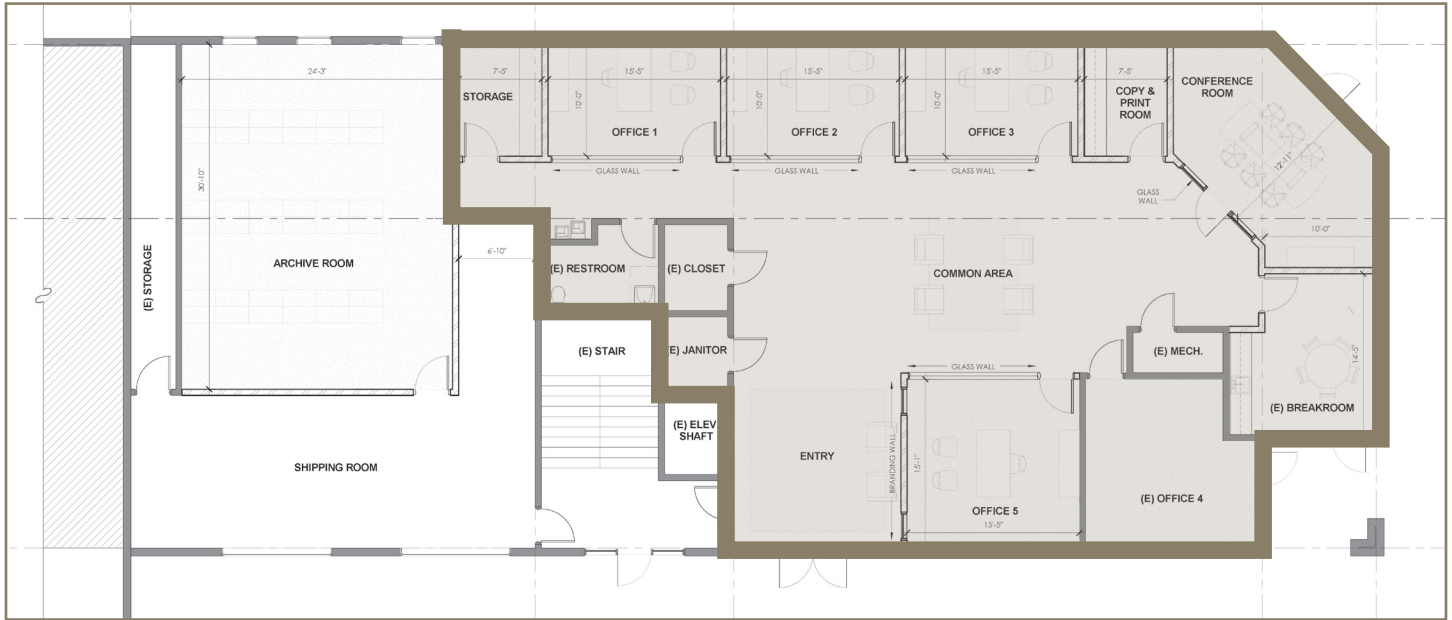 24'-3"
7'-5"
15'-5"
15'-5"
15'-5"
7'-5"
STORAGE
10'-0"
OFFICE 1
10'-0"
OFFICE 2
10'-0"
OFFICE 3
COPY &
PRINT
ROOM
CONFERENCE
ROOM
12'-11"
GLASS WALL
GLASS WALL
GLASS WALL
GLASS
WALL
30'-10"
10'-0"
6'-10"
(E) STORAGE
ARCHIVE ROOM
(E) RESTROOM
(E) CLOSET
COMMON AREA
(E) STAIR
(E) JANITOR
(E) MECH.
14'-5"
GLASS WALL
(E) BREAKROOM
(E) ELEV
SHAFT
SHIPPING ROOM
ENTRY
BRANDING WALL
15'-1"
OFFICE 5
15'-5"
(E) OFFICE 4